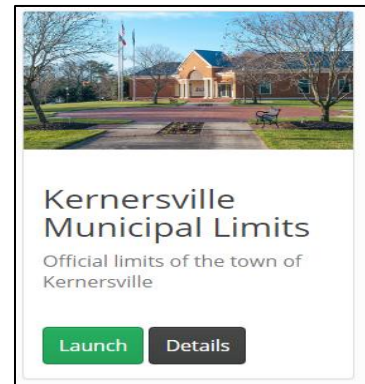 Kernersville
Municipal Limits
Official limits of the town of
Kernersville
Launch Details